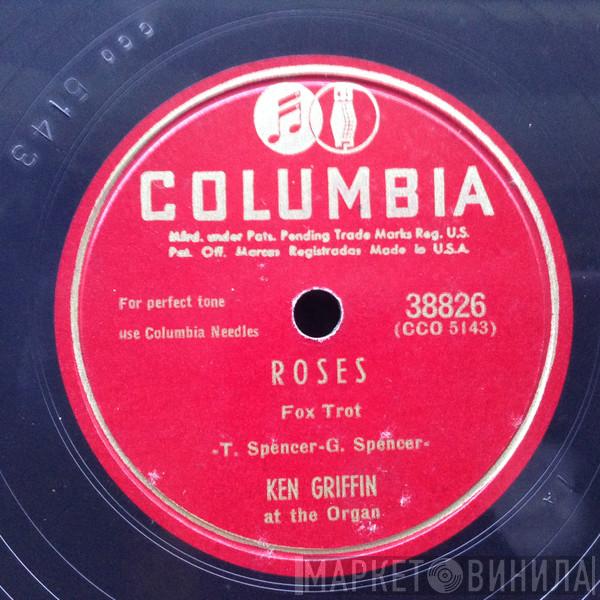 CCO 5143
COLUMBIA
Mfrd. under Pats. Pending Trade Marks Reg. U.S.
Pat. Off. Marcas Registradas Made in U.S.A.
For perfect tone
use Columbia Needles
38826
(CCO 5143)
ROSES
Fox Trot
-T. Spencer-G. Spencer-
KEN GRIFFIN
at the Organ
МАРКЕТ ВИНИЛА